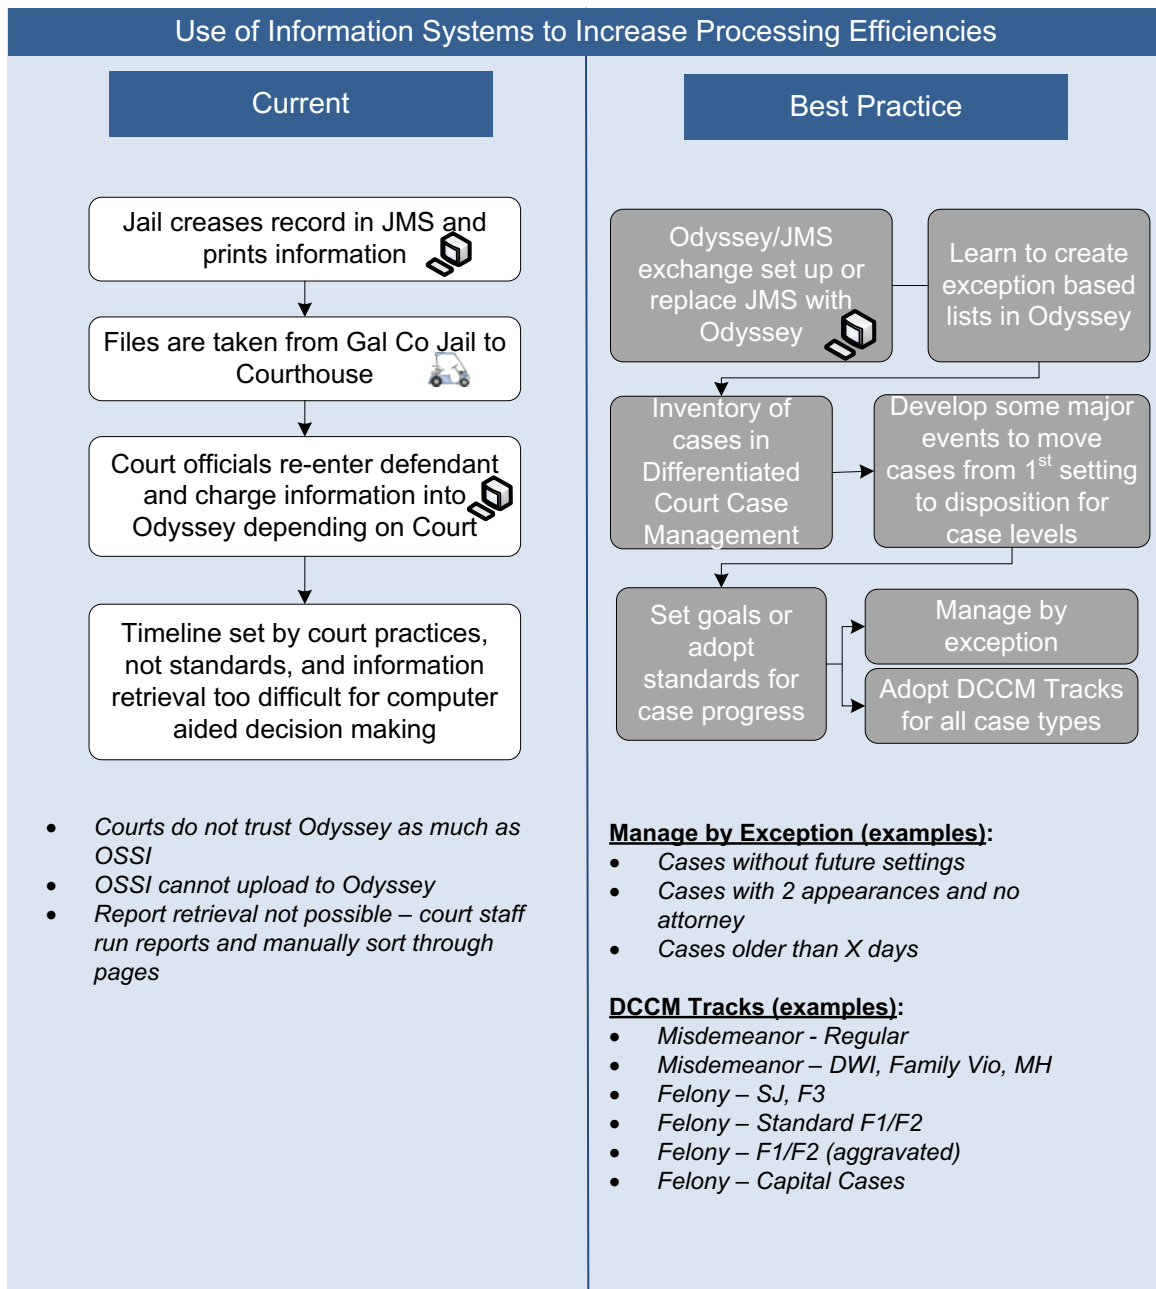 Use of Information Systems to Increase Processing Efficiencies
Current
Jail creases record in JMS and
prints information
Files are taken from Gal Co Jail to
Courthouse
Court officials re-enter defendant
and charge information into
Odyssey depending on Court
Timeline set by court practices,
not standards, and information
retrieval too difficult for computer
aided decision making
• Courts do not trust Odyssey as much as
OSSI
• OSSI cannot upload to Odyssey
• Report retrieval not possible – court staff
run reports and manually sort through
pages
Best Practice
Odyssey/JMS
exchange set up or
replace JMS with
Odyssey
Learn to create
exception based
lists in Odyssey
Inventory of
cases in
Differentiated
Court Case
Management
Develop some major
events to move
cases from 1st setting
to disposition for
case levels
Set goals or
adopt
standards for
case progress
Manage by
exception
Adopt DCCM Tracks
for all case types
Manage by Exception (examples):
• Cases without future settings
• Cases with 2 appearances and no
attorney
• Cases older than X days
DCCM Tracks (examples):
• Misdemeanor - Regular
• Misdemeanor – DWI, Family Vio, MH
• Felony – SJ, F3
• Felony – Standard F1/F2
• Felony – F1/F2 (aggravated)
• Felony – Capital Cases